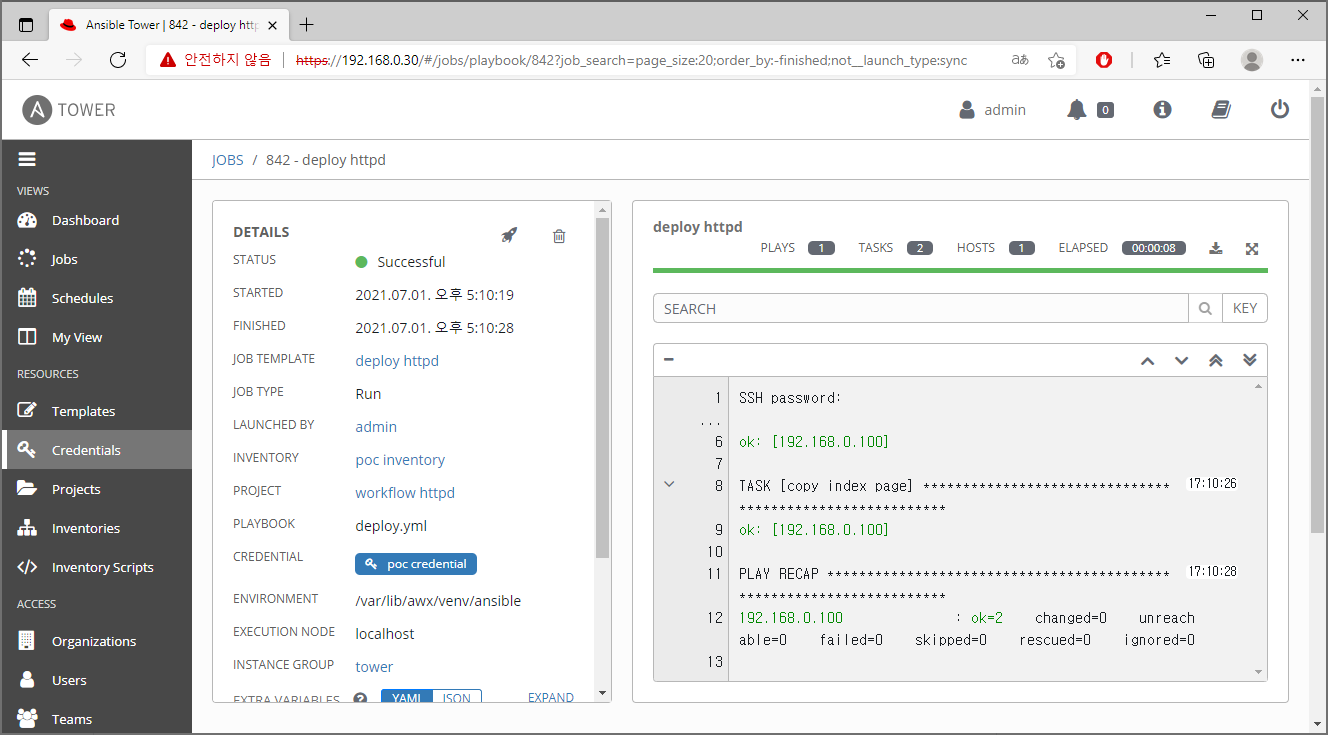 Ansible Tower | 842 - deploy http
안전하지 않음 https://192.168.0.30/#/jobs/playbook/842?job_search=page_size:20;order_by:-finished;not__launch_type:sync
TOWER
admin
0
VIEWS
Dashboard
Jobs
Schedules
My View
RESOURCES
Templates
Credentials
Projects
Inventories
Inventory Scripts
ACCESS
Organizations
Users
Teams
JOBS / 842 - deploy httpd
DETAILS
STATUS Successful
STARTED 2021.07.01. 오후 5:10:19
FINISHED 2021.07.01. 오후 5:10:28
JOB TEMPLATE deploy httpd
JOB TYPE Run
LAUNCHED BY admin
INVENTORY poc inventory
PROJECT workflow httpd
PLAYBOOK deploy.yml
CREDENTIAL poc credential
ENVIRONMENT /var/lib/awx/venv/ansible
EXECUTION NODE localhost
INSTANCE GROUP tower
EXTRA VARIABLES YAML JSON EXPAND
deploy httpd
PLAYS 1 TASKS 2 HOSTS 1 ELAPSED 00:00:08
SEARCH KEY
1 SSH password:
...
6 ok: [192.168.0.100]
7
8 TASK [copy index page] ******************************* 17:10:26
**************************
9 ok: [192.168.0.100]
10
11 PLAY RECAP ******************************************* 17:10:28
**************************
12 192.168.0.100 : ok=2 changed=0 unreach
able=0 failed=0 skipped=0 rescued=0 ignored=0
13